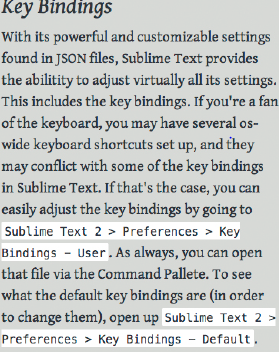 Key Bindings
With its powerful and customizable settings
found in JSON files, Sublime Text provides
the abilitity to adjust virtually all its settings.
This includes the key bindings. If you're a fan
of the keyboard, you may have several os-
wide keyboard shortcuts set up, and they
may conflict with some of the key bindings
in Sublime Text. If that's the case, you can
easily adjust the key bindings by going to
Sublime Text 2 > Preferences > Key
Bindings – User. As always, you can open
that file via the Command Pallete. To see
what the default key bindings are (in order
to change them), open up Sublime Text 2 >
Preferences > Key Bindings – Default.